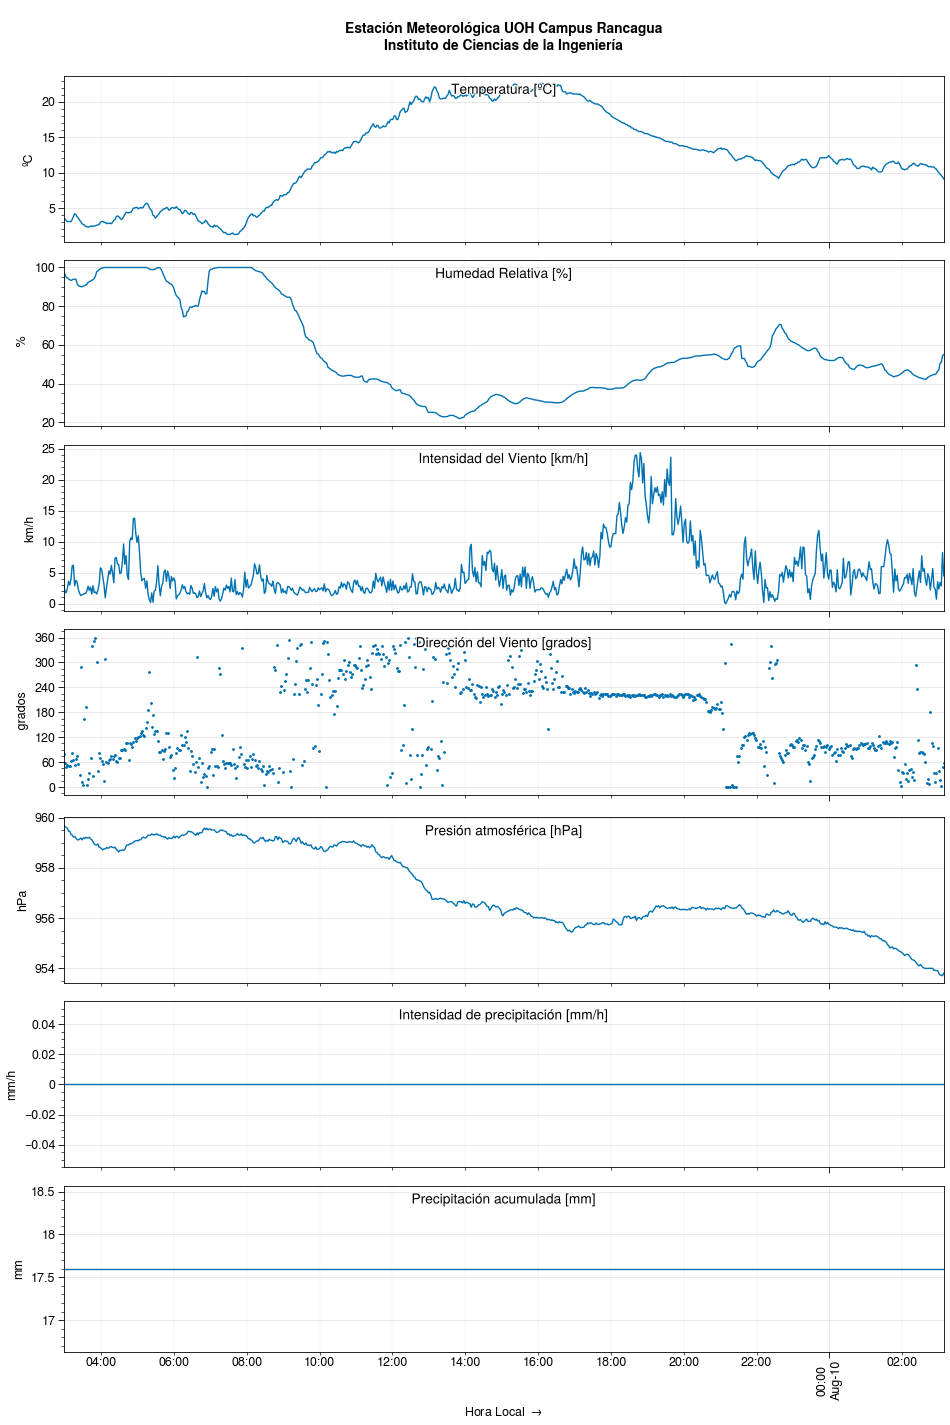 Estación Meteorológica UOH Campus Rancagua
Instituto de Ciencias de la Ingeniería
Temperatura [ºC]
ºC
20
15
10
5
Humedad Relativa [%]
%
100
80
60
40
20
Intensidad del Viento [km/h]
km/h
25
20
15
10
5
0
Dirección del Viento [grados]
grados
360
300
240
180
120
60
0
Presión atmosférica [hPa]
hPa
960
958
956
954
Intensidad de precipitación [mm/h]
mm/h
0.04
0.02
0
−0.02
−0.04
Precipitación acumulada [mm]
mm
18.5
18
17.5
17
04:00
06:00
08:00
10:00
12:00
14:00
16:00
18:00
20:00
22:00
00:00
Aug-10
02:00
Hora Local →